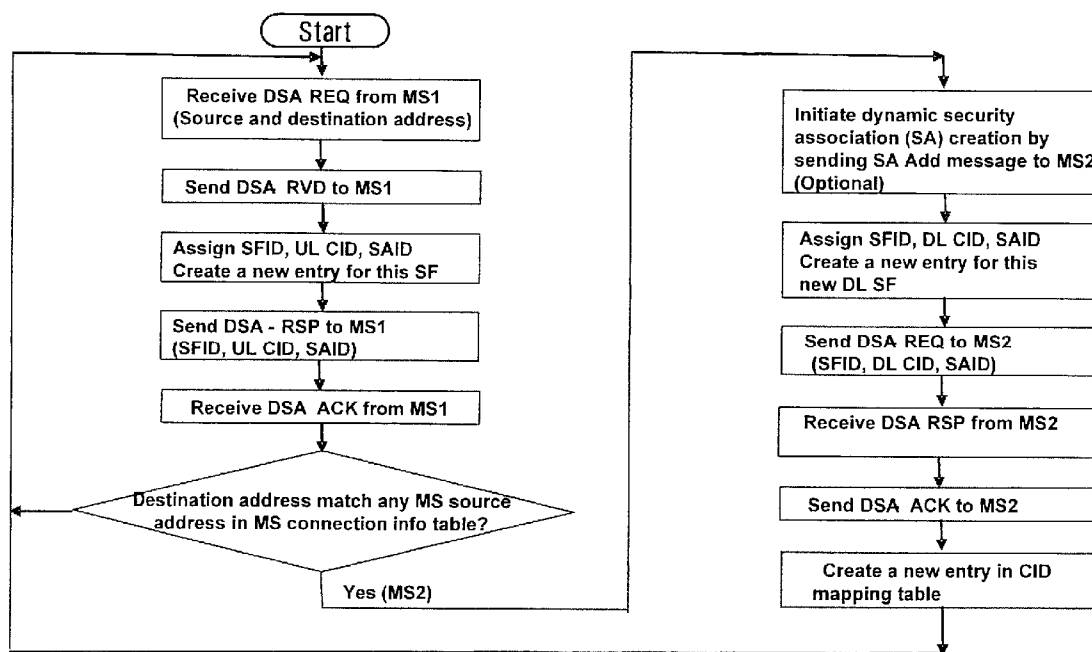 Start
Receive DSA REQ from MS1
(Source and destination address)
Send DSA RVD to MS1
Assign SFID, UL CID, SAID
Create a new entry for this SF
Send DSA - RSP to MS1
(SFID, UL CID, SAID)
Receive DSA ACK from MS1
Destination address match any MS source
address in MS connection info table?
Yes (MS2)
Initiate dynamic security
association (SA) creation by
sending SA Add message to MS2
(Optional)
Assign SFID, DL CID, SAID
Create a new entry for this
new DL SF
Send DSA REQ to MS2
(SFID, DL CID, SAID)
Receive DSA RSP from MS2
Send DSA ACK to MS2
Create a new entry in CID
mapping table